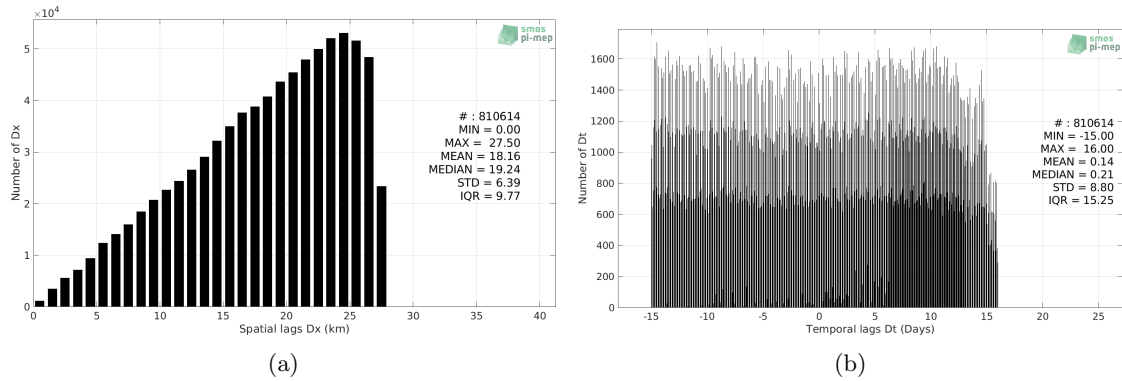 ×10⁴
5
4
3
2
1
0
Number of Dx
0 5 10 15 20 25 30 35 40
Spatial lags Dx (km)
smos
pi-mep
# : 810614
MIN = 0.00
MAX = 27.50
MEAN = 18.16
MEDIAN = 19.24
STD = 6.39
IQR = 9.77
(a)
1600
1400
1200
1000
800
600
400
200
0
Number of Dt
-15 -10 -5 0 5 10 15 20 25
Temporal lags Dt (Days)
smos
pi-mep
# : 810614
MIN = -15.00
MAX = 16.00
MEAN = 0.14
MEDIAN = 0.21
STD = 8.80
IQR = 15.25
(b)